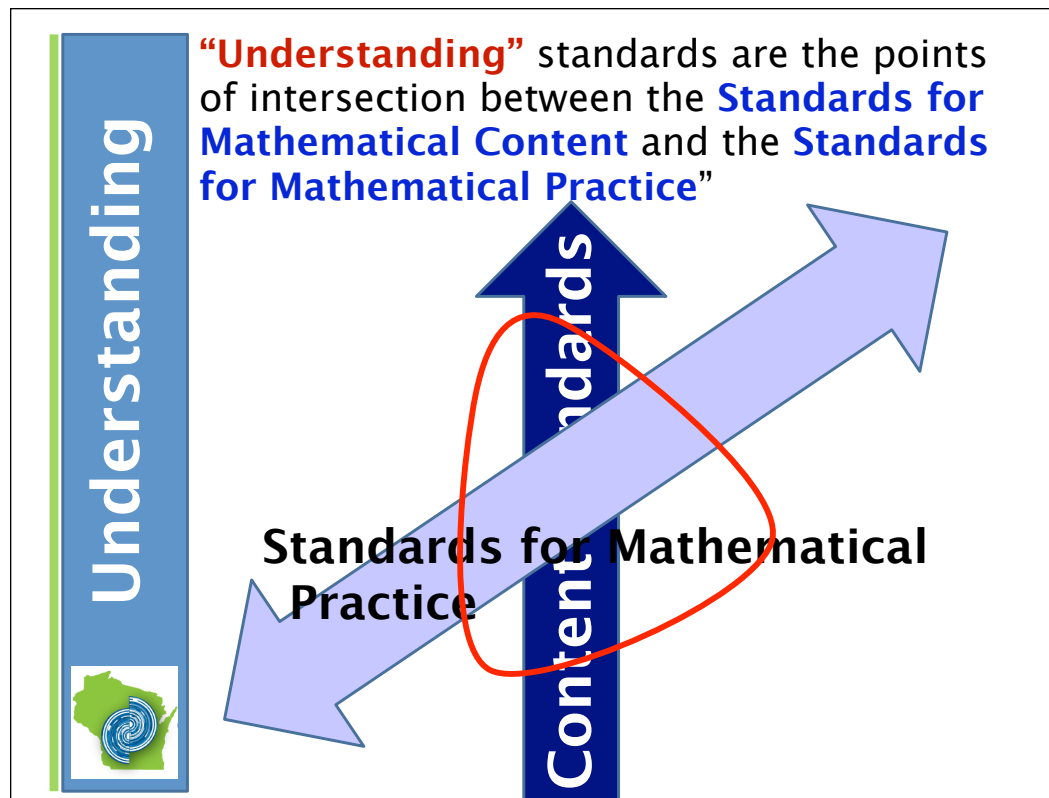 Understanding
“Understanding” standards are the points
of intersection between the Standards for
Mathematical Content and the Standards
for Mathematical Practice”
Content ndards
Standards for Mathematical
Practice